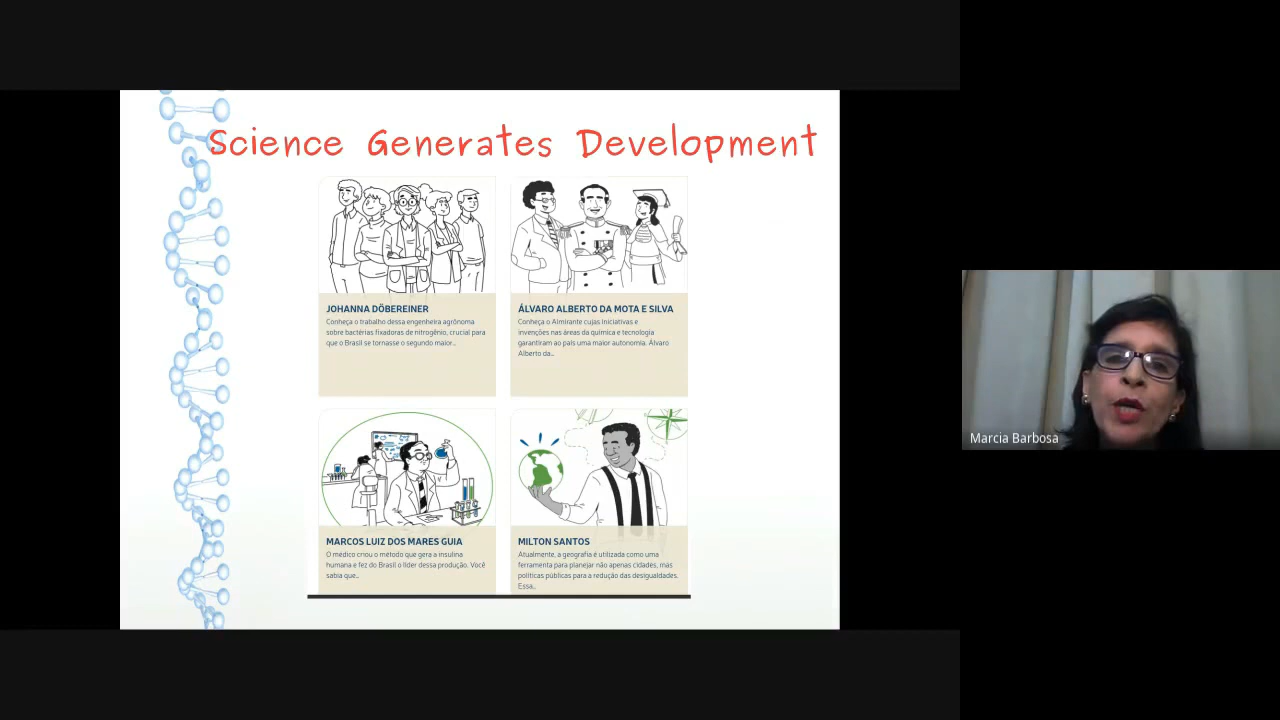 Science Generates Development
JOHANNA DÖBEREINER
Conheça o trabalho dessa engenheira agrônoma
sobre bactérias fixadoras de nitrogênio, crucial para
que o Brasil se tornasse o segundo maior...
ÁLVARO ALBERTO DA MOTA E SILVA
Conheça o Almirante cujas iniciativas e
invenções nas áreas da química e tecnologia
garantiram ao país uma maior autonomia. Álvaro
Alberto da...
MARCOS LUIZ DOS MARES GUIA
O médico criou o método que gera a insulina
humana e fez do Brasil o líder dessa produção. Você
sabia que...
MILTON SANTOS
Atualmente, a geografia é utilizada como uma
ferramenta para planejar não apenas cidades, mas
políticas públicas para a redução das desigualdades.
Essa...
Marcia Barbosa